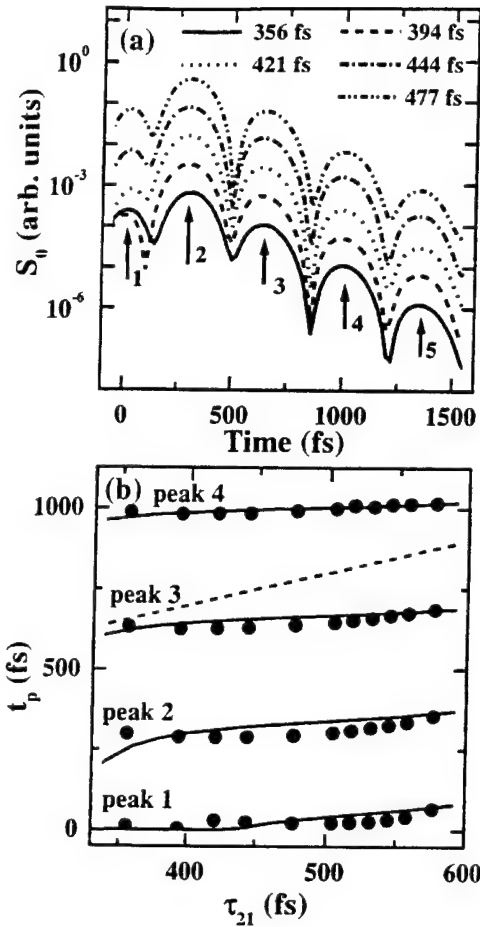 (a)
356 fs
394 fs
421 fs
444 fs
477 fs
10^0
10^-3
10^-6
S_0 (arb. units)
1
2
3
4
5
0 500 1000 1500
Time (fs)
(b)
peak 4
peak 3
peak 2
peak 1
1000
500
0
t_p (fs)
400 500 600
τ_21 (fs)